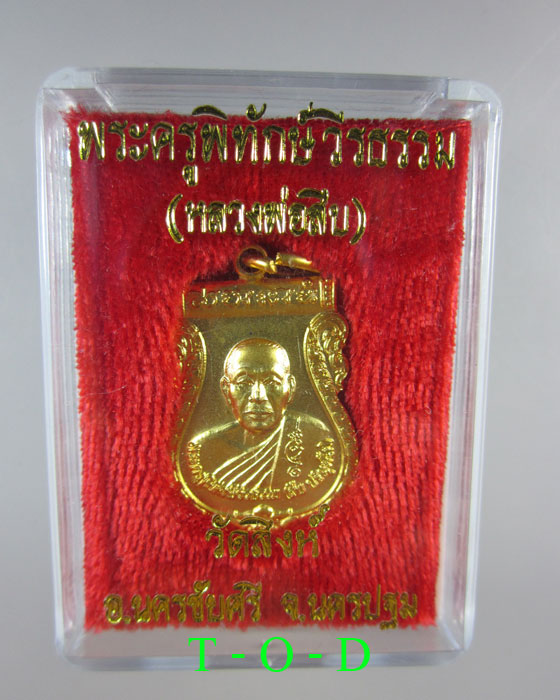 พระครูพิทักษ์วีรธรรม
(หลวงพ่อสืบ)
วัดสิงห์
อ.นครชัยศรี จ.นครปฐม
T-O-D